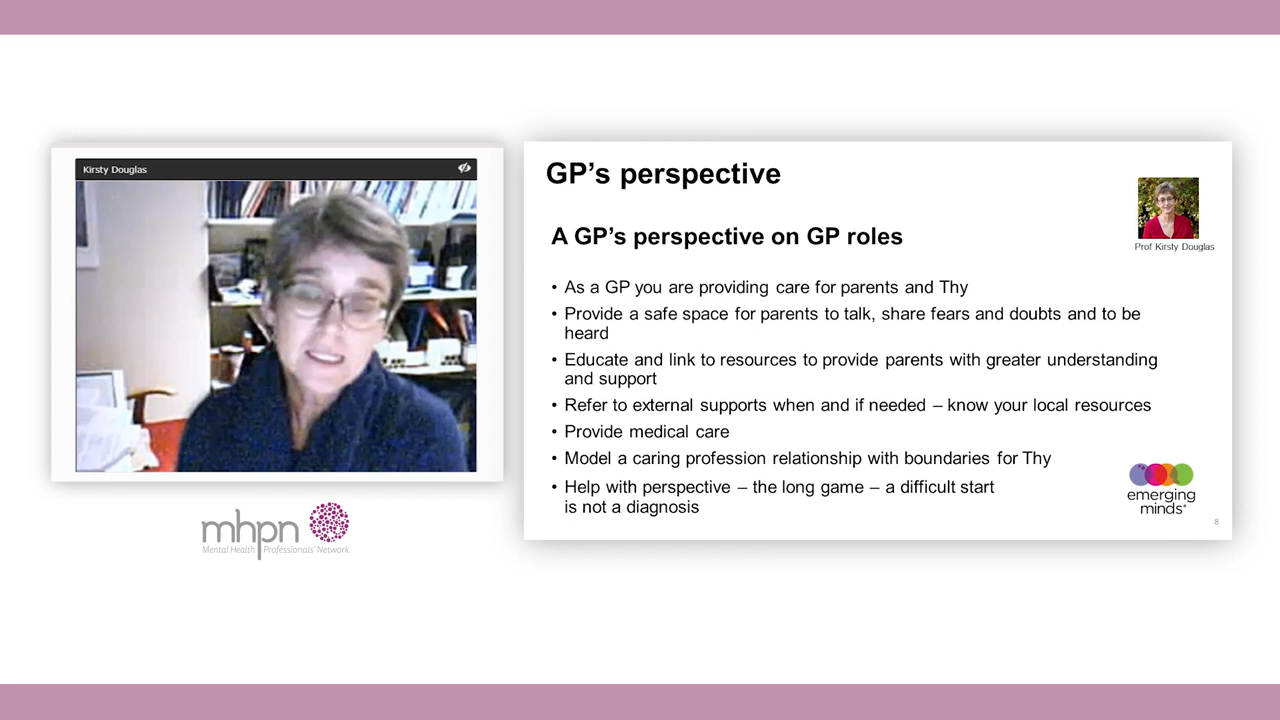 Kirsty Douglas
mhpn
Mental Health Professionals' Network
GP's perspective
Prof Kirsty Douglas
A GP's perspective on GP roles
• As a GP you are providing care for parents and Thy
• Provide a safe space for parents to talk, share fears and doubts and to be
heard
• Educate and link to resources to provide parents with greater understanding
and support
• Refer to external supports when and if needed – know your local resources
• Provide medical care
• Model a caring profession relationship with boundaries for Thy
• Help with perspective – the long game – a difficult start
is not a diagnosis
emerging
minds
8